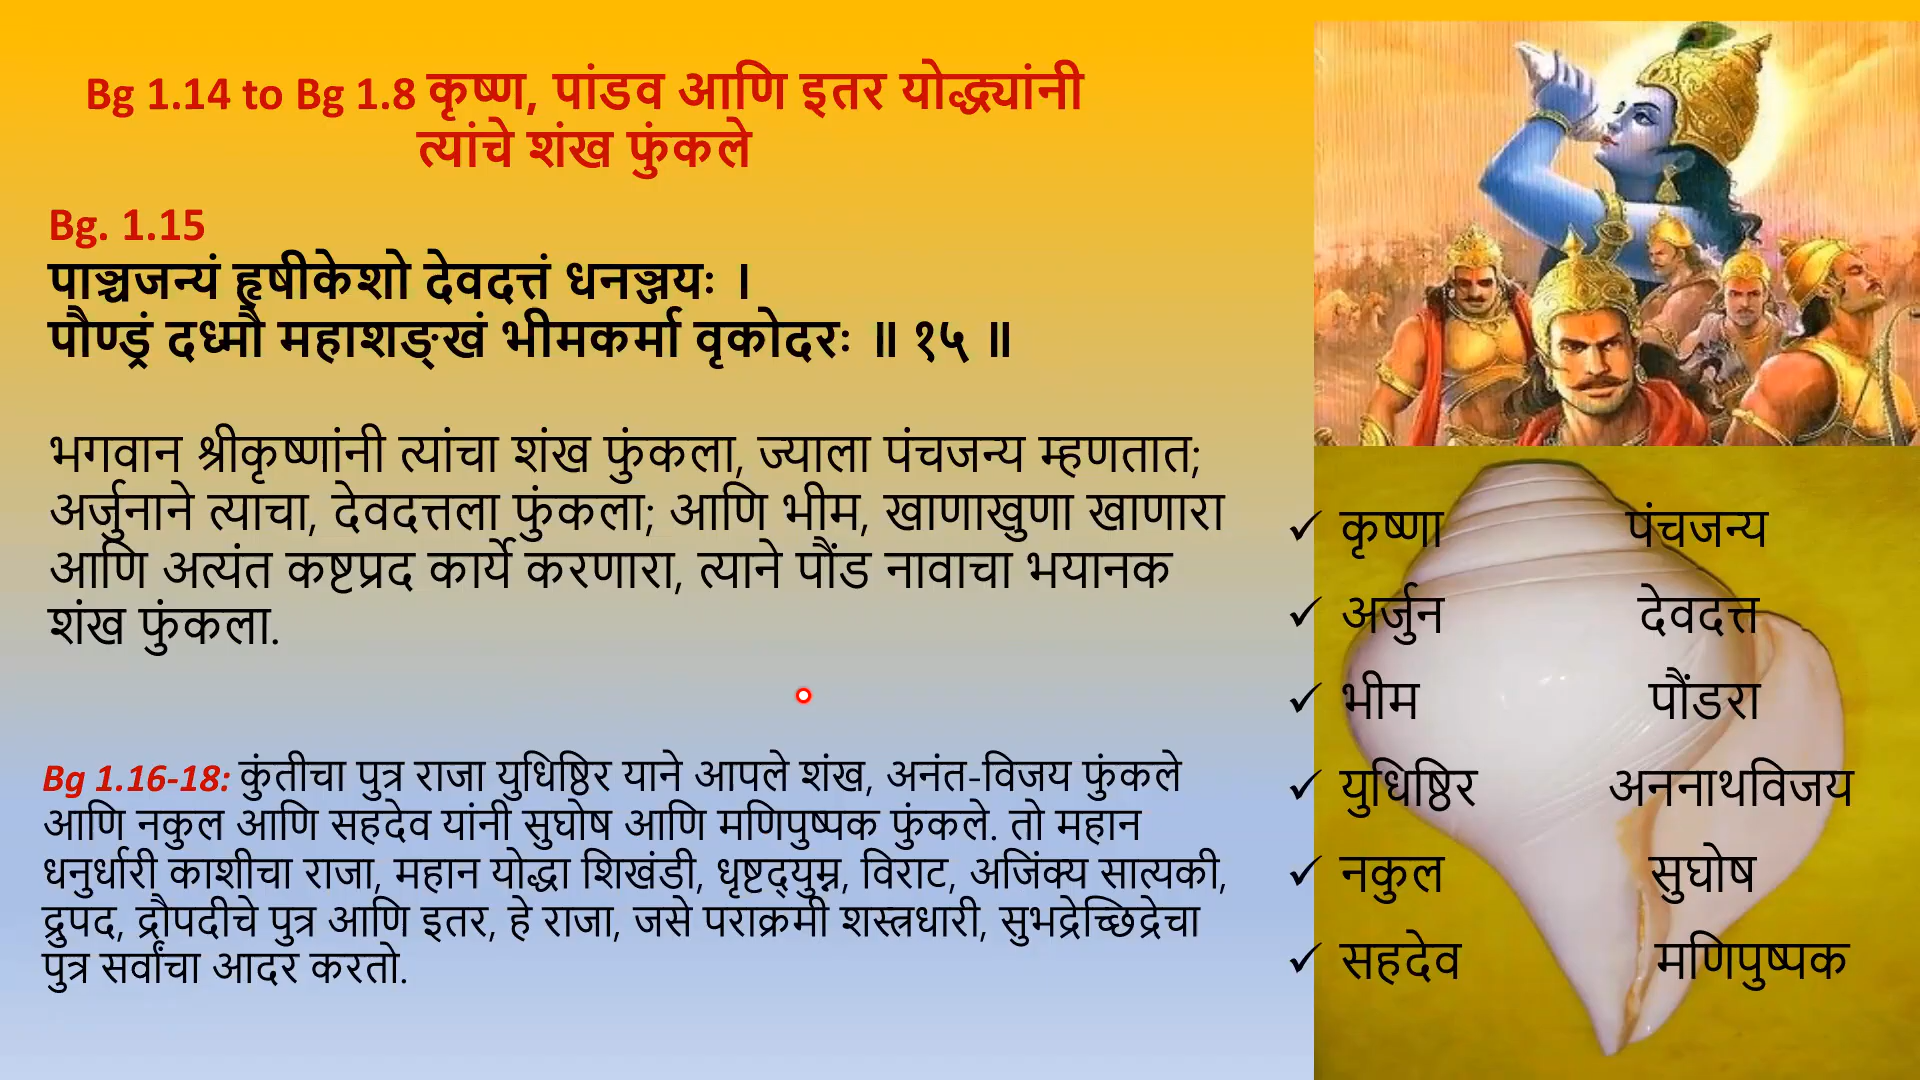 Bg 1.14 to Bg 1.8 कृष्ण, पांडव आणि इतर योद्ध्यांनी
त्यांचे शंख फुंकले
Bg. 1.15
पाञ्चजन्यं हृषीकेशो देवदत्तं धनञ्जयः ।
पौण्ड्रं दध्मौ महाशङ्खं भीमकर्मा वृकोदरः ॥ १५ ॥
भगवान श्रीकृष्णांनी त्यांचा शंख फुंकला, ज्याला पंचजन्य म्हणतात;
अर्जुनाने त्याचा, देवदत्तला फुंकला; आणि भीम, खाणाखुणा खाणारा
आणि अत्यंत कष्टप्रद कार्ये करणारा, त्याने पौंड नावाचा भयानक
शंख फुंकला.
Bg 1.16-18: कुंतीचा पुत्र राजा युधिष्ठिर याने आपले शंख, अनंत-विजय फुंकले
आणि नकुल आणि सहदेव यांनी सुघोष आणि मणिपुष्पक फुंकले. तो महान
धनुर्धारी काशीचा राजा, महान योद्धा शिखंडी, धृष्टद्युम्न, विराट, अजिंक्य सात्यकी,
द्रुपद, द्रौपदीचे पुत्र आणि इतर, हे राजा, जसे पराक्रमी शस्त्रधारी, सुभद्रेच्छिद्रेचा
पुत्र सर्वांचा आदर करतो.
✓ कृष्णा पंचजन्य
✓ अर्जुन देवदत्त
✓ भीम पौंडरा
✓ युधिष्ठिर अननाथविजय
✓ नकुल सुघोष
✓ सहदेव मणिपुष्पक